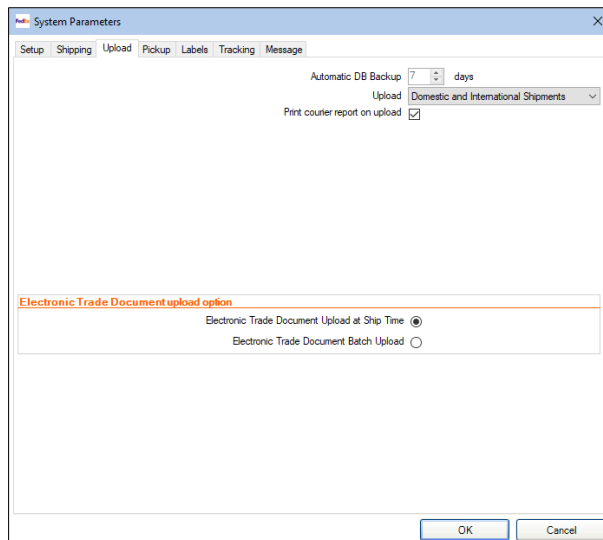 FedEx System Parameters
Setup Shipping Upload Pickup Labels Tracking Message
Automatic DB Backup 7 days
Upload Domestic and International Shipments
Print courier report on upload
Electronic Trade Document upload option
Electronic Trade Document Upload at Ship Time
Electronic Trade Document Batch Upload
OK Cancel